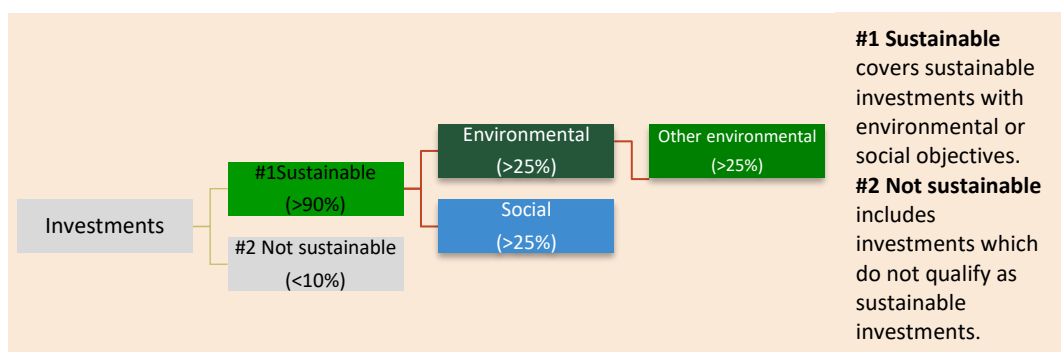 Investments
#1Sustainable
(>90%)
#2 Not sustainable
(<10%)
Environmental
(>25%)
Social
(>25%)
Other environmental
(>25%)
#1 Sustainable
covers sustainable
investments with
environmental or
social objectives.
#2 Not sustainable
includes
investments which
do not qualify as
sustainable
investments.